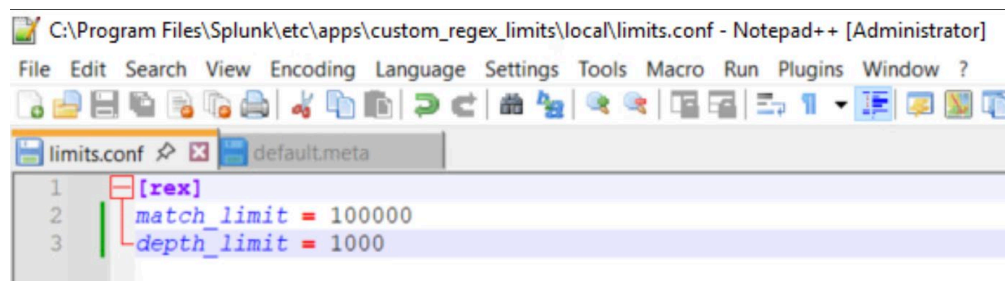 C:\Program Files\Splunk\etc\apps\custom_regex_limits\local\limits.conf - Notepad++ [Administrator]
File Edit Search View Encoding Language Settings Tools Macro Run Plugins Window ?
limits.conf default.meta
1 [rex]
2 match_limit = 100000
3 depth_limit = 1000